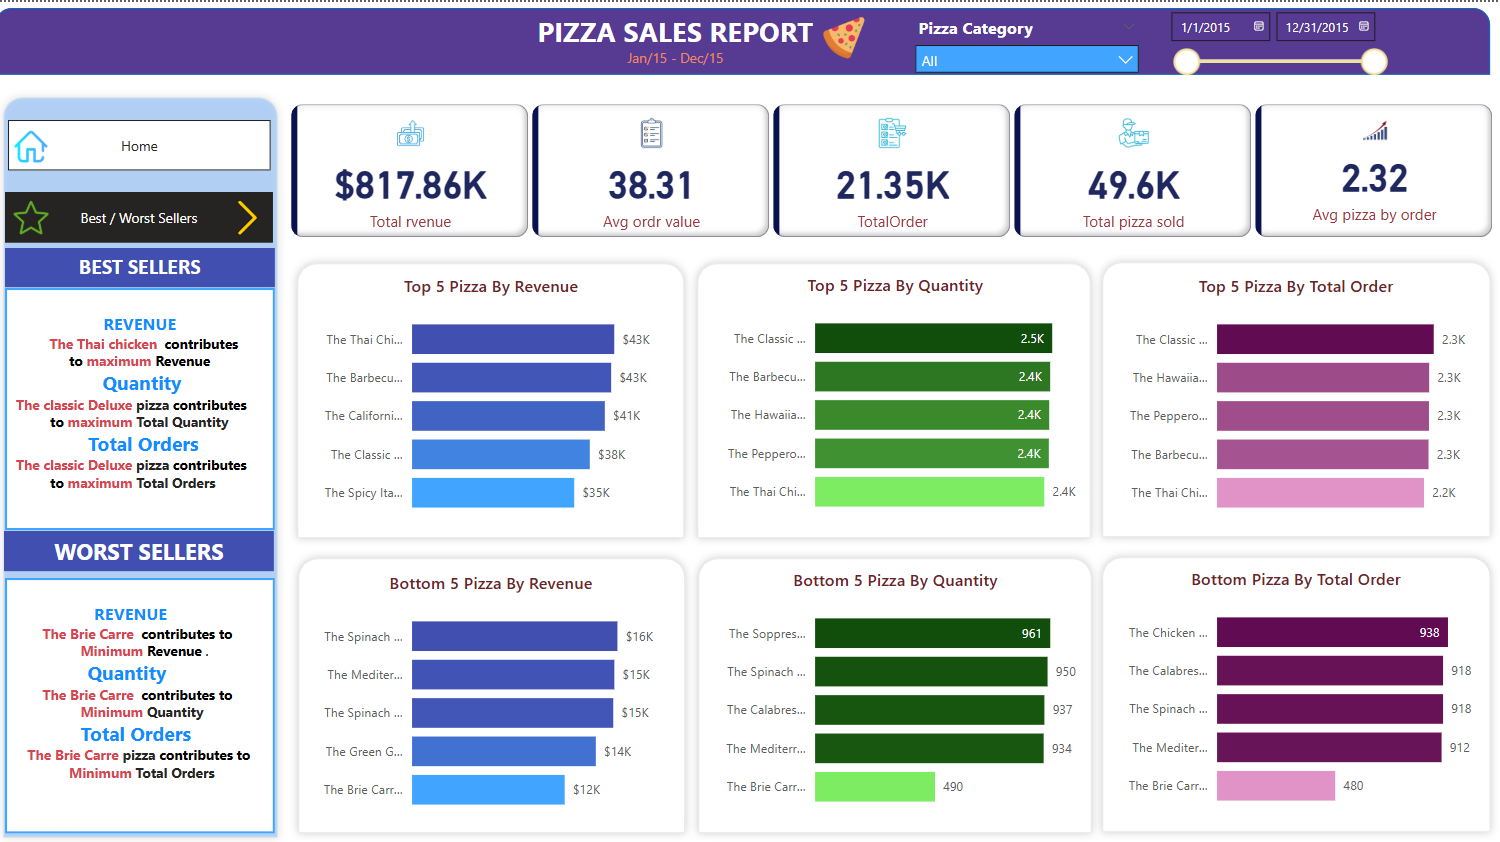 PIZZA SALES REPORT
Jan/15 - Dec/15
Pizza Category
All
1/1/2015
12/31/2015
Home
Best / Worst Sellers
BEST SELLERS
REVENUE
The Thai chicken contributes
to maximum Revenue
Quantity
The classic Deluxe pizza contributes
to maximum Total Quantity
Total Orders
The classic Deluxe pizza contributes
to maximum Total Orders
WORST SELLERS
REVENUE
The Brie Carre contributes to
Minimum Revenue .
Quantity
The Brie Carre contributes to
Minimum Quantity
Total Orders
The Brie Carre pizza contributes to
Minimum Total Orders
$817.86K
Total rvenue
38.31
Avg ordr value
21.35K
TotalOrder
49.6K
Total pizza sold
2.32
Avg pizza by order
Top 5 Pizza By Revenue
The Thai Chi... $43K
The Barbecu... $43K
The Californi... $41K
The Classic ... $38K
The Spicy Ita... $35K
Top 5 Pizza By Quantity
The Classic ... 2.5K
The Barbecu... 2.4K
The Hawaiia... 2.4K
The Peppero... 2.4K
The Thai Chi... 2.4K
Top 5 Pizza By Total Order
The Classic ... 2.3K
The Hawaiia... 2.3K
The Peppero... 2.3K
The Barbecu... 2.3K
The Thai Chi... 2.2K
Bottom 5 Pizza By Revenue
The Spinach ... $16K
The Mediter... $15K
The Spinach ... $15K
The Green G... $14K
The Brie Carr... $12K
Bottom 5 Pizza By Quantity
The Soppres... 961
The Spinach ... 950
The Calabres... 937
The Mediterr... 934
The Brie Carr... 490
Bottom Pizza By Total Order
The Chicken ... 938
The Calabres... 918
The Spinach ... 918
The Mediter... 912
The Brie Carr... 480